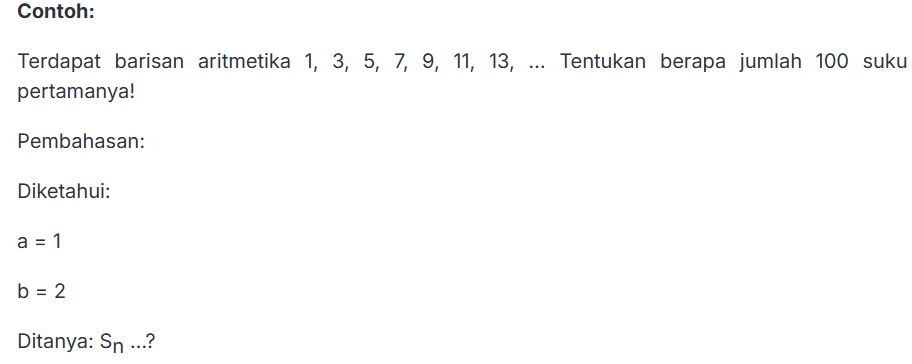 Contoh:
Terdapat barisan aritmetika 1, 3, 5, 7, 9, 11, 13, ... Tentukan berapa jumlah 100 suku
pertamanya!
Pembahasan:
Diketahui:
a = 1
b = 2
Ditanya: Sn ...?